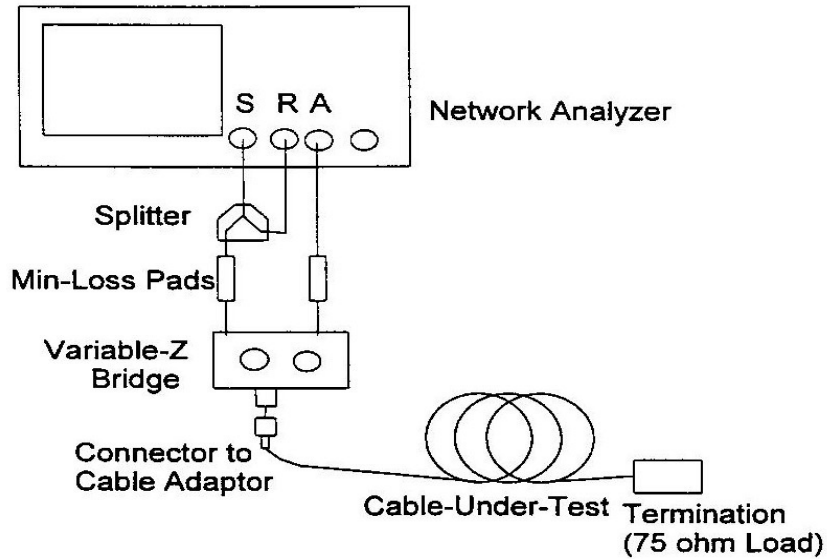 S R A
Network Analyzer
Splitter
Min-Loss Pads
Variable-Z
Bridge
Connector to
Cable Adaptor
Cable-Under-Test
Termination
(75 ohm Load)